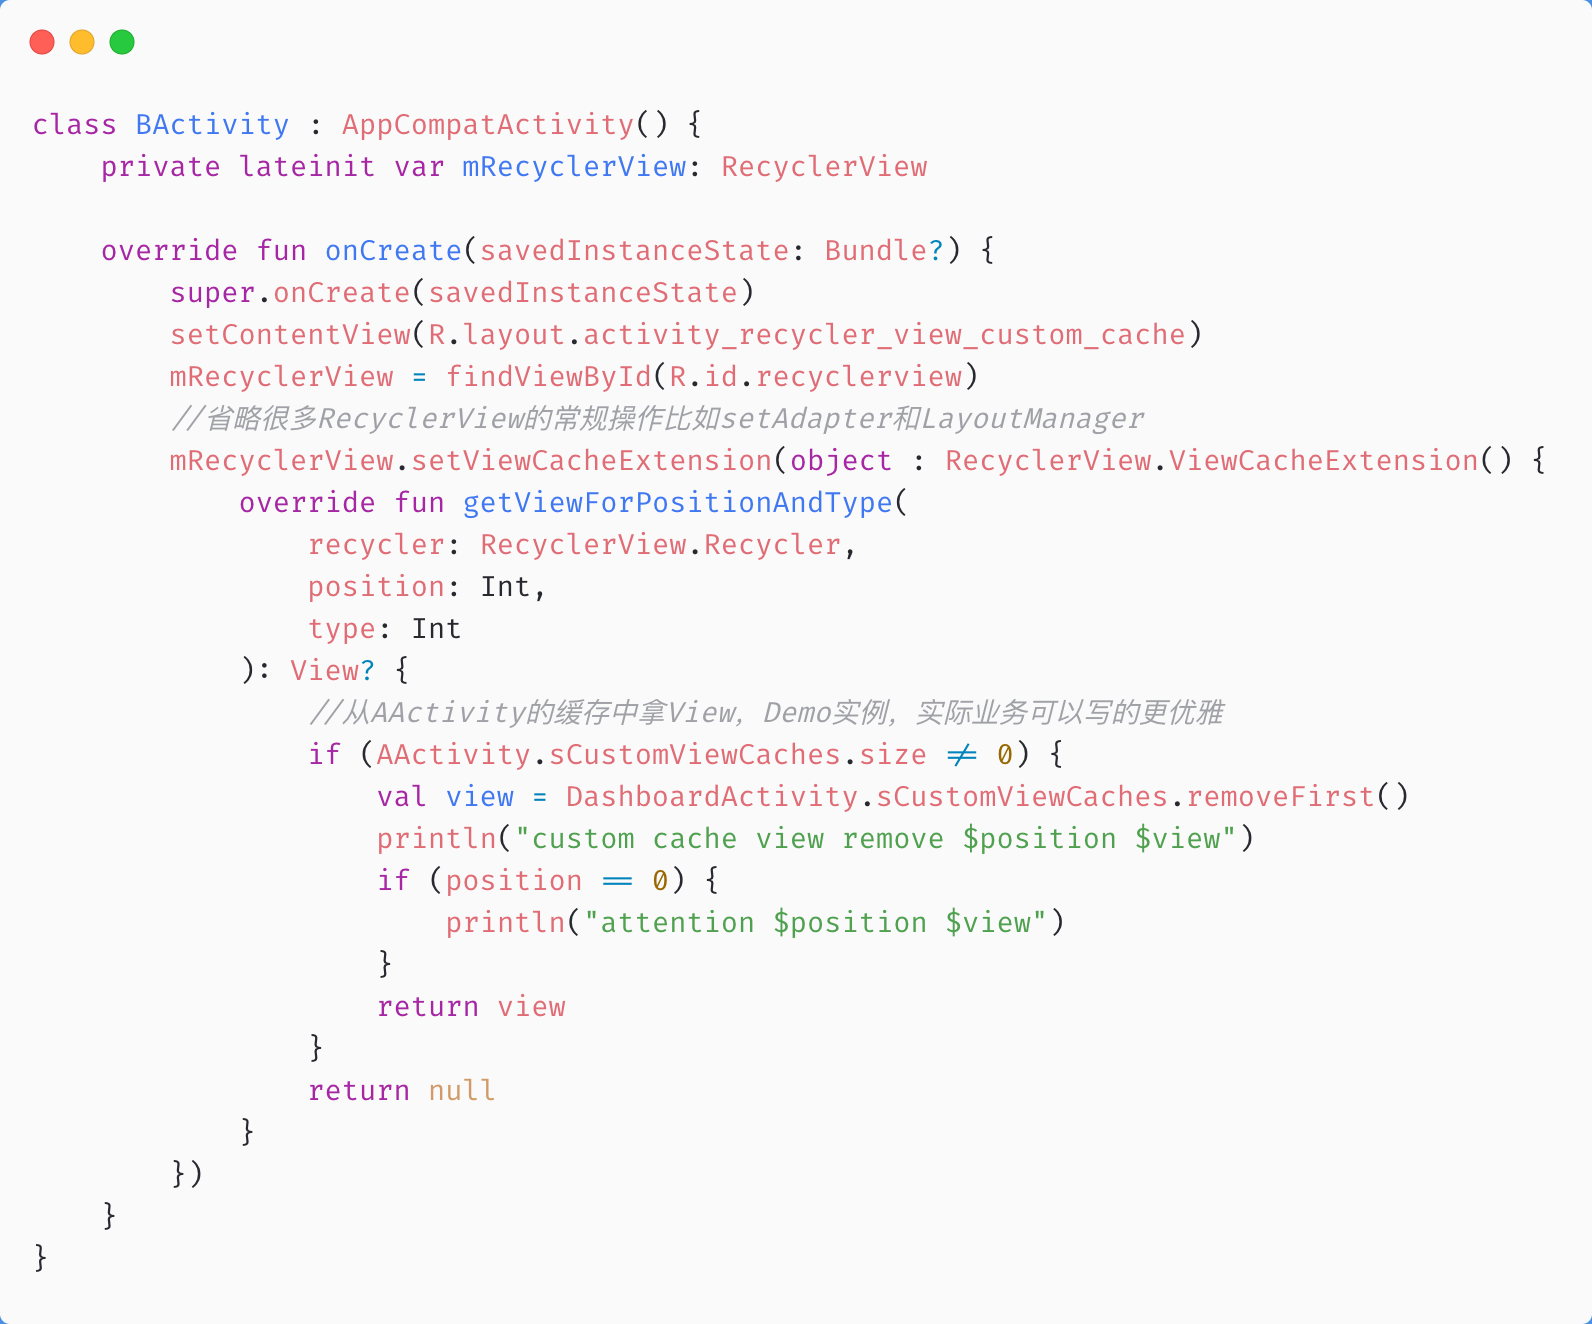 class BActivity : AppCompatActivity() {
    private lateinit var mRecyclerView: RecyclerView

    override fun onCreate(savedInstanceState: Bundle?) {
        super.onCreate(savedInstanceState)
        setContentView(R.layout.activity_recycler_view_custom_cache)
        mRecyclerView = findViewById(R.id.recyclerview)
        //省略很多RecyclerView的常规操作比如setAdapter和LayoutManager
        mRecyclerView.setViewCacheExtension(object : RecyclerView.ViewCacheExtension() {
            override fun getViewForPositionAndType(
                recycler: RecyclerView.Recycler,
                position: Int,
                type: Int
            ): View? {
                //从AActivity的缓存中拿View，Demo实例，实际业务可以写的更优雅
                if (AActivity.sCustomViewCaches.size != 0) {
                    val view = DashboardActivity.sCustomViewCaches.removeFirst()
                    println("custom cache view remove $position $view")
                    if (position == 0) {
                        println("attention $position $view")
                    }
                    return view
                }
                return null
            }
        })
    }
}